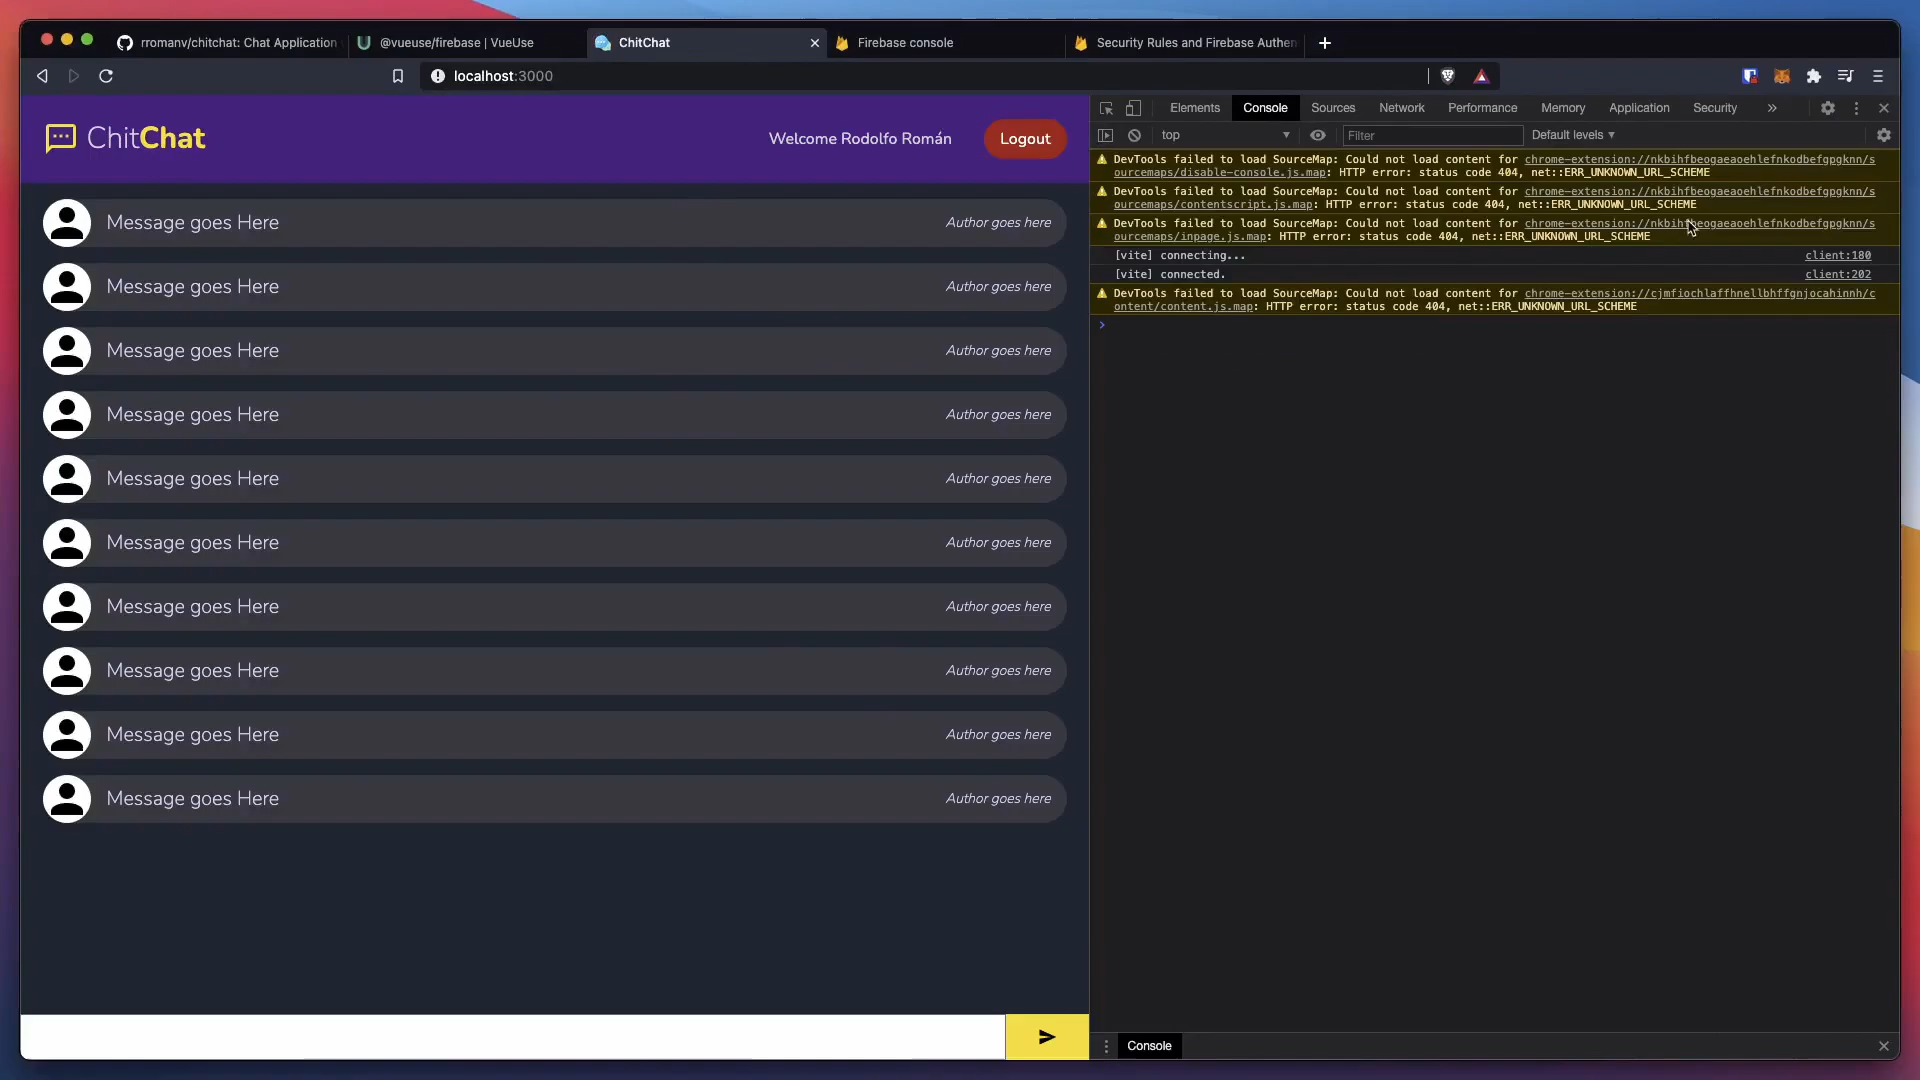 rromanv/chitchat: Chat Application
@vueuse/firebase | VueUse
ChitChat
Firebase console
Security Rules and Firebase Authen
localhost:3000
ChitChat
Welcome Rodolfo Román
Logout
Message goes Here
Author goes here
Message goes Here
Author goes here
Message goes Here
Author goes here
Message goes Here
Author goes here
Message goes Here
Author goes here
Message goes Here
Author goes here
Message goes Here
Author goes here
Message goes Here
Author goes here
Message goes Here
Author goes here
Message goes Here
Author goes here
Elements Console Sources Network Performance Memory Application Security
top
Filter
Default levels
DevTools failed to load SourceMap: Could not load content for chrome-extension://nkbihfbeogaeaoehlefnkodbefgpgknn/s
ourcemaps/disable-console.js.map: HTTP error: status code 404, net::ERR_UNKNOWN_URL_SCHEME
DevTools failed to load SourceMap: Could not load content for chrome-extension://nkbihfbeogaeaoehlefnkodbefgpgknn/s
ourcemaps/contentscript.js.map: HTTP error: status code 404, net::ERR_UNKNOWN_URL_SCHEME
DevTools failed to load SourceMap: Could not load content for chrome-extension://nkbihfbeogaeaoehlefnkodbefgpgknn/s
ourcemaps/inpage.js.map: HTTP error: status code 404, net::ERR_UNKNOWN_URL_SCHEME
[vite] connecting... client:180
[vite] connected. client:202
DevTools failed to load SourceMap: Could not load content for chrome-extension://cjmfiochlaffhnellbhffgnjocahinnh/c
ontent/content.js.map: HTTP error: status code 404, net::ERR_UNKNOWN_URL_SCHEME
Console